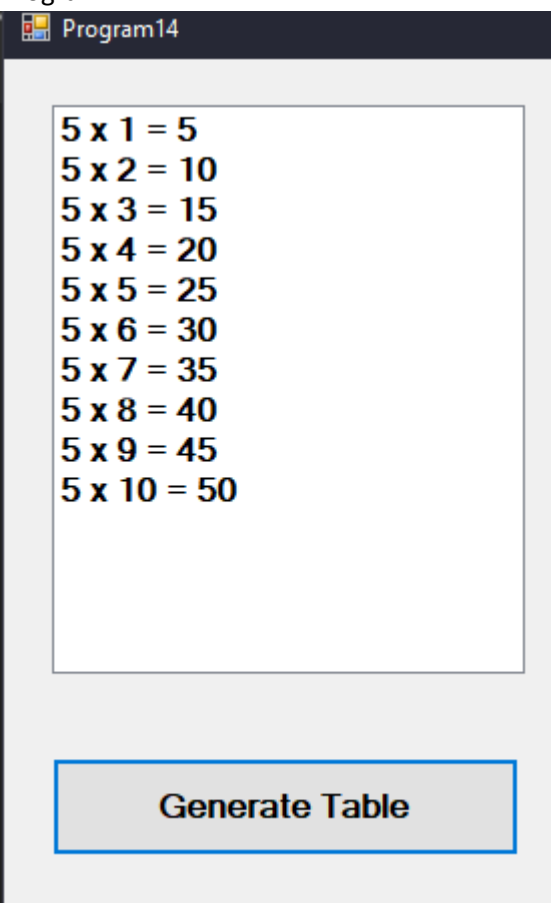 Program14
5 x 1 = 5
5 x 2 = 10
5 x 3 = 15
5 x 4 = 20
5 x 5 = 25
5 x 6 = 30
5 x 7 = 35
5 x 8 = 40
5 x 9 = 45
5 x 10 = 50
Generate Table